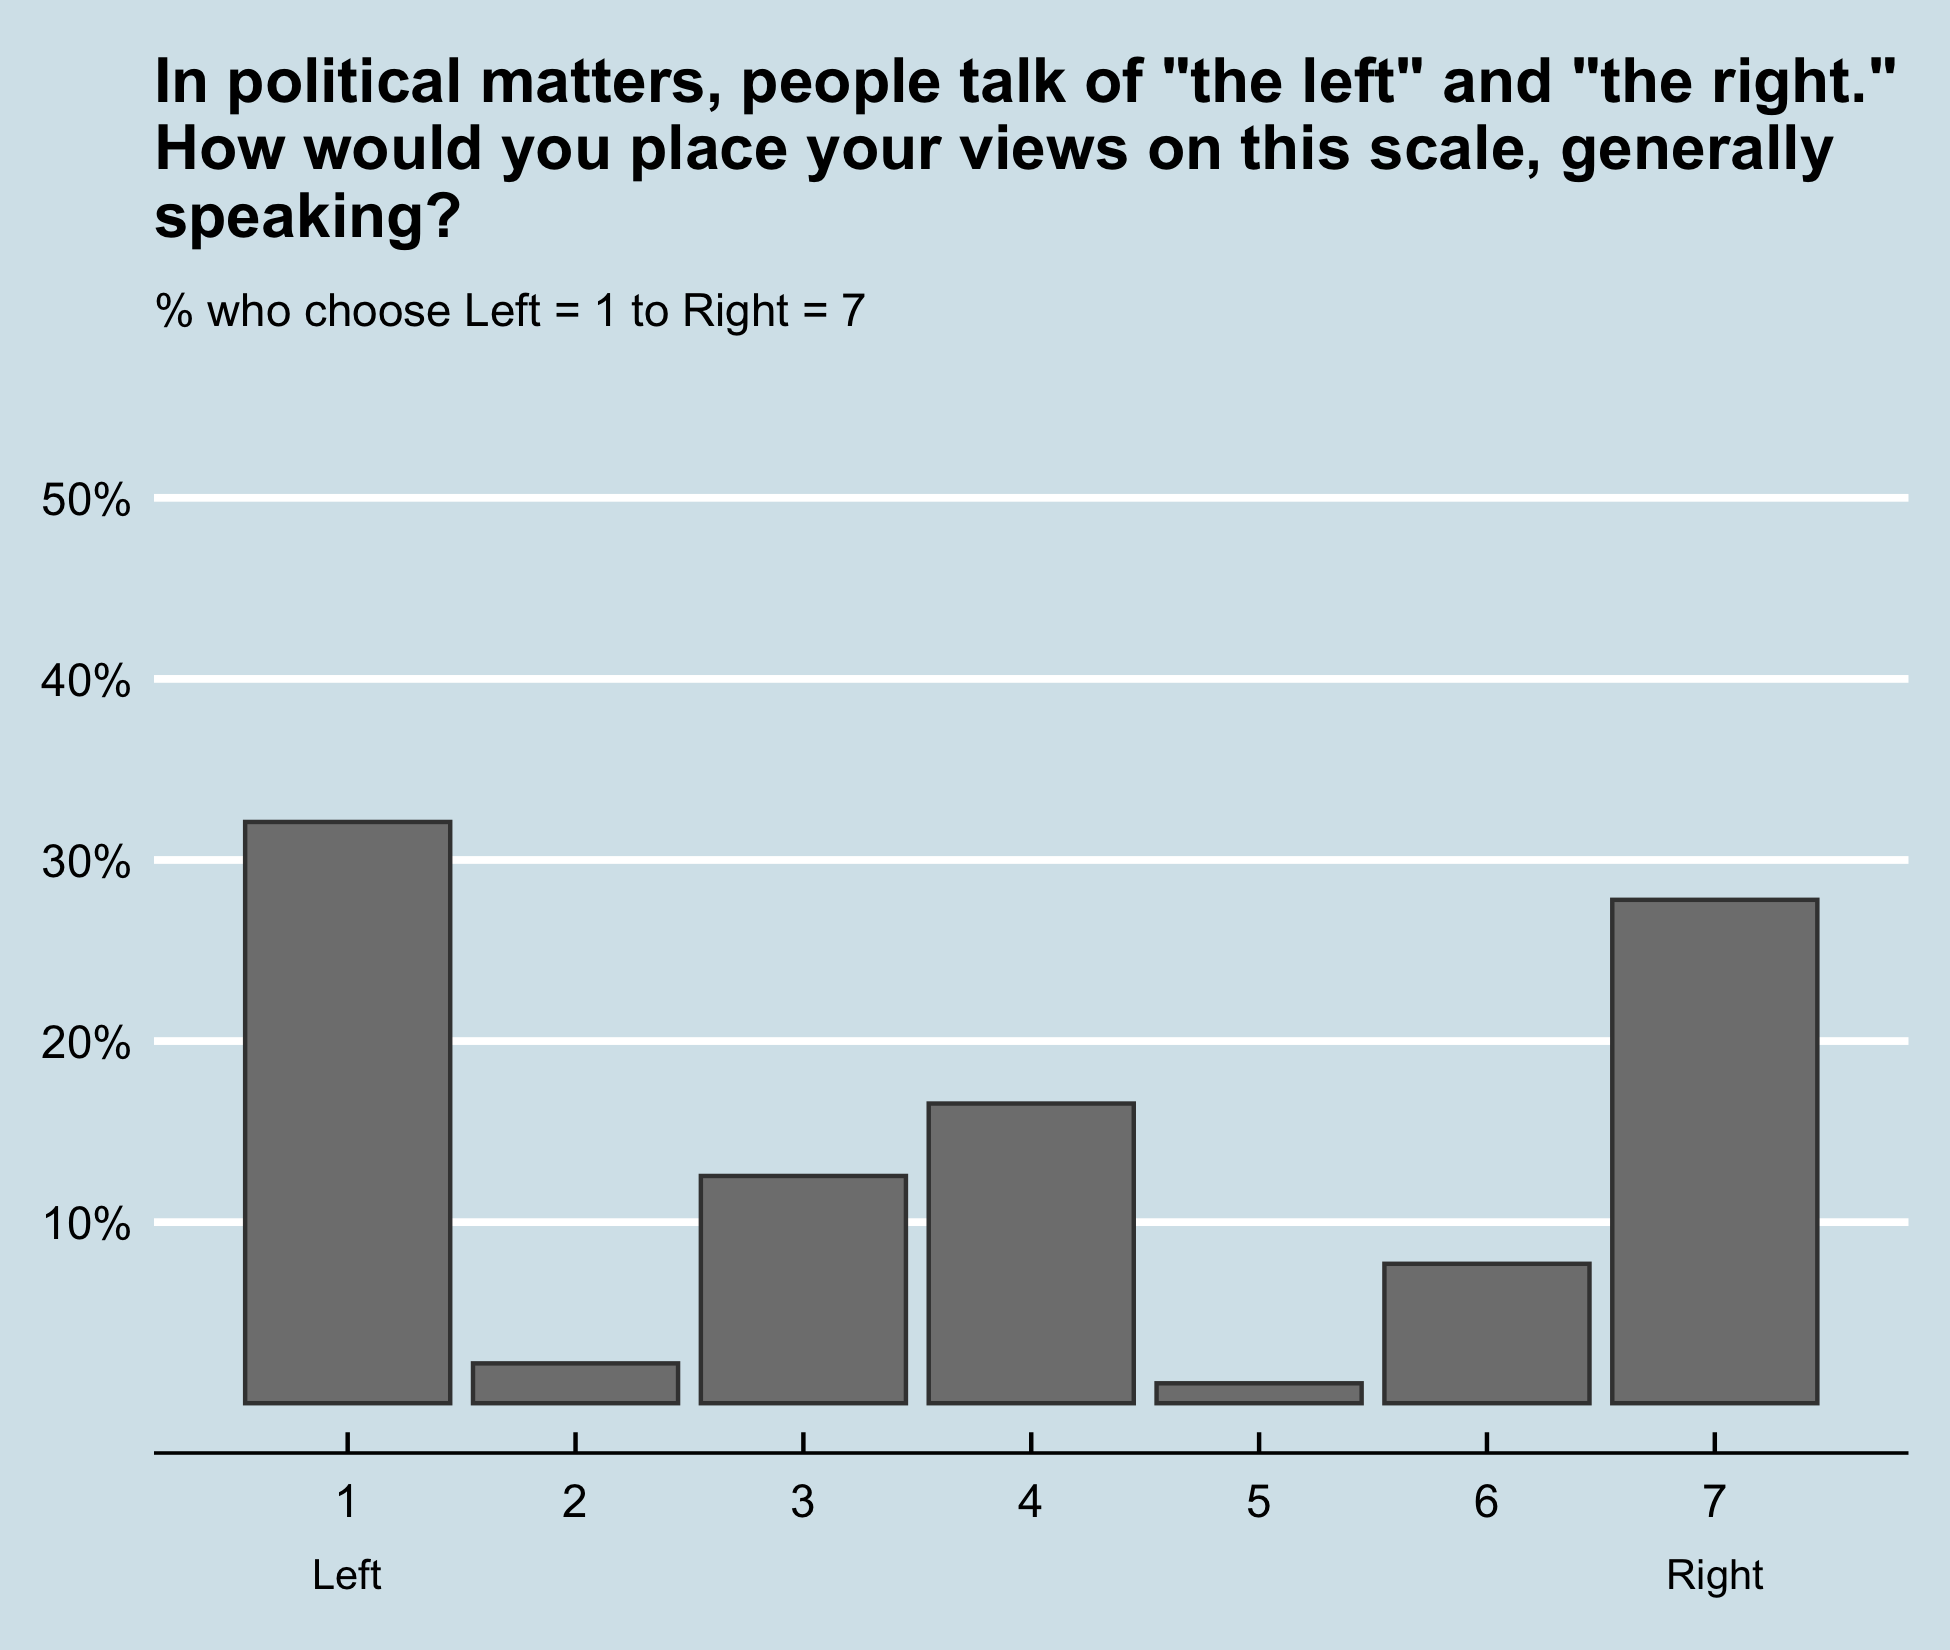 In political matters, people talk of "the left" and "the right."
How would you place your views on this scale, generally
speaking?
% who choose Left = 1 to Right = 7
50%
40%
30%
20%
10%
1 2 3 4 5 6 7
Left Right